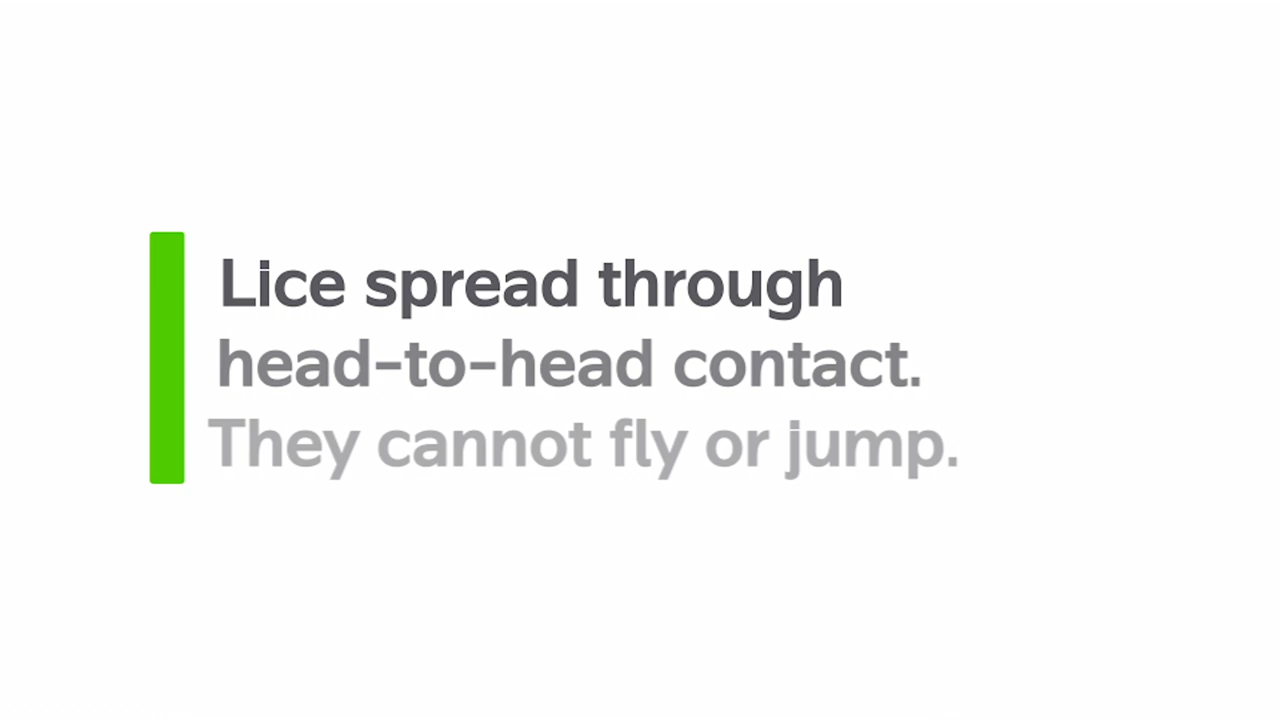 Lice spread through
head-to-head contact.
They cannot fly or jump.